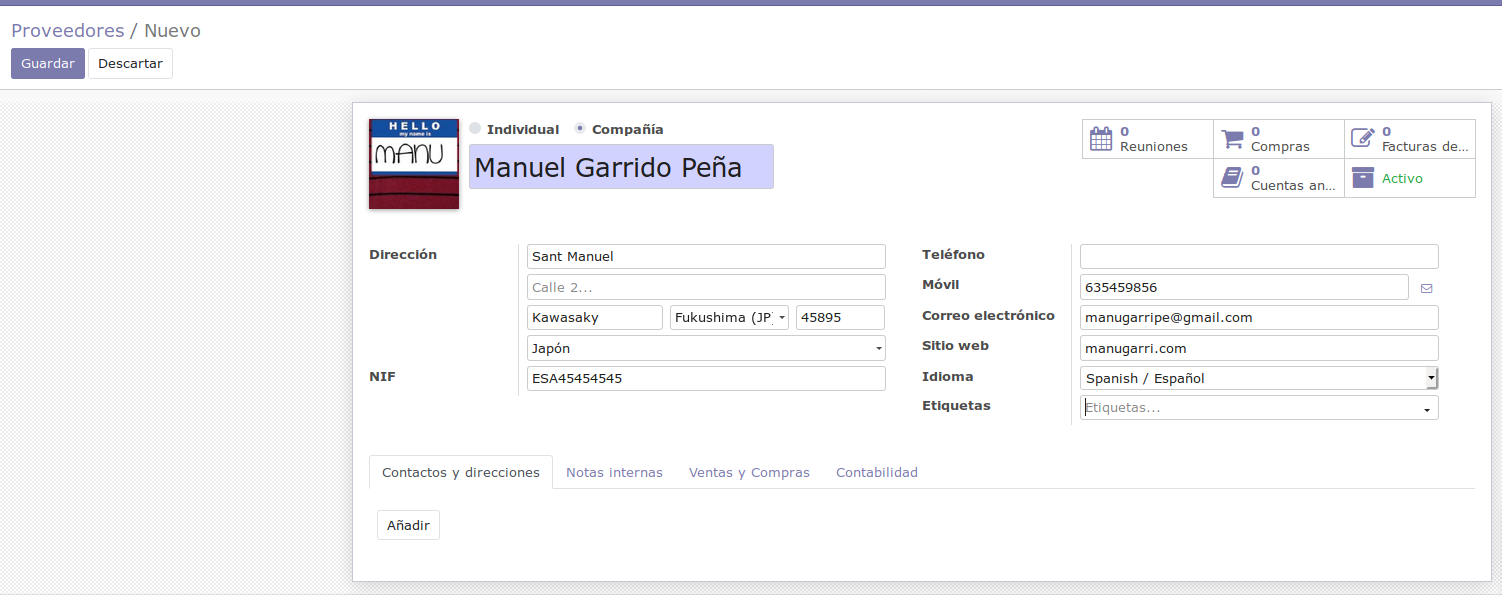 Proveedores / Nuevo
Guardar Descartar
HELLO
my name is
MANU
Individual Compañía
Manuel Garrido Peña
0 Reuniones
0 Compras
0 Facturas de...
0 Cuentas an...
Activo
Dirección
Sant Manuel
Calle 2...
Kawasaky Fukushima (JP) 45895
Japón
NIF ESA45454545
Teléfono
Móvil 635459856
Correo electrónico manugarripe@gmail.com
Sitio web manugarri.com
Idioma Spanish / Español
Etiquetas Etiquetas...
Contactos y direcciones Notas internas Ventas y Compras Contabilidad
Añadir